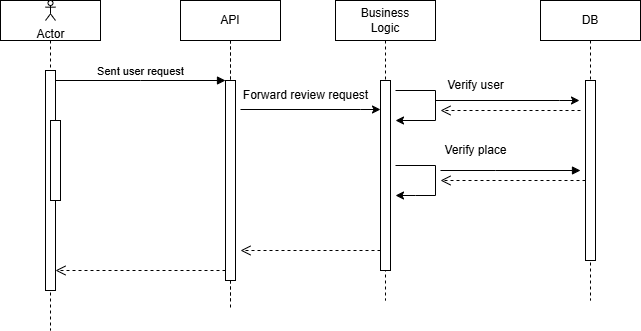 Actor
API
Business
Logic
DB
Sent user request
Forward review request
Verify user
Verify place